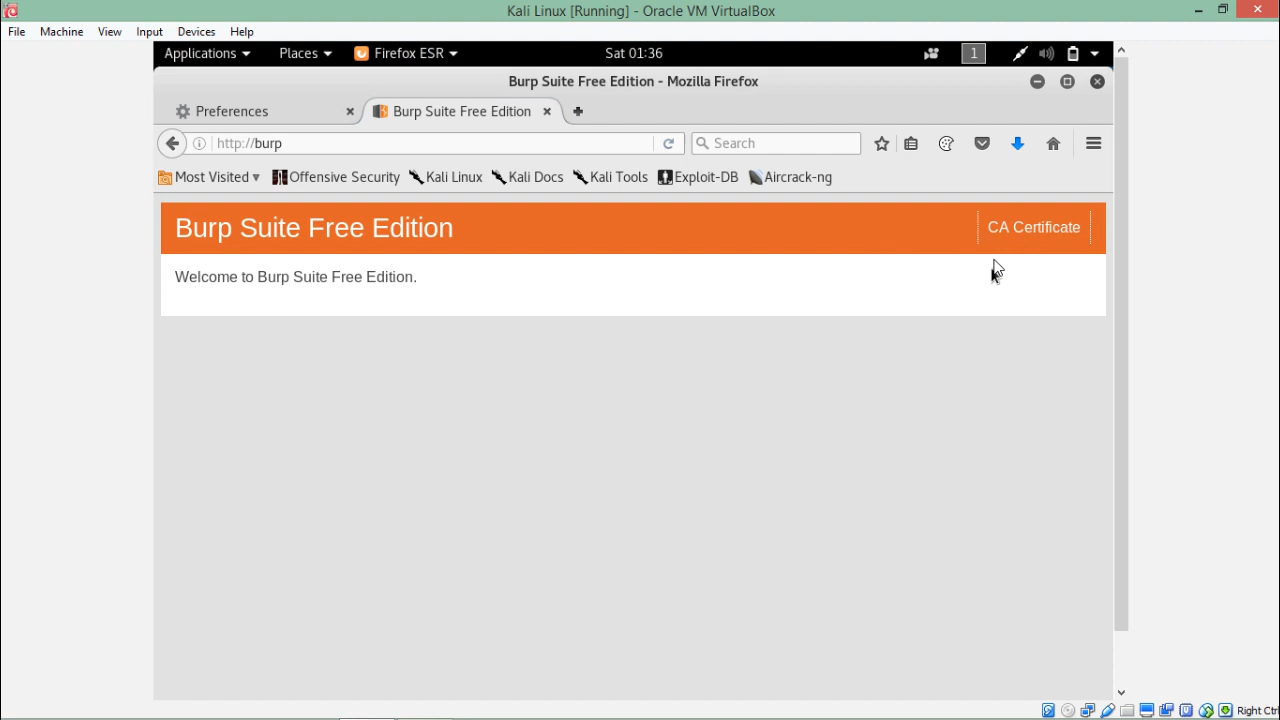 Kali Linux [Running] - Oracle VM VirtualBox
File Machine View Input Devices Help
Applications Places Firefox ESR Sat 01:36 1
Burp Suite Free Edition - Mozilla Firefox
Preferences Burp Suite Free Edition
http://burp Search
Most Visited Offensive Security Kali Linux Kali Docs Kali Tools Exploit-DB Aircrack-ng
Burp Suite Free Edition CA Certificate
Welcome to Burp Suite Free Edition.
Right Ctrl